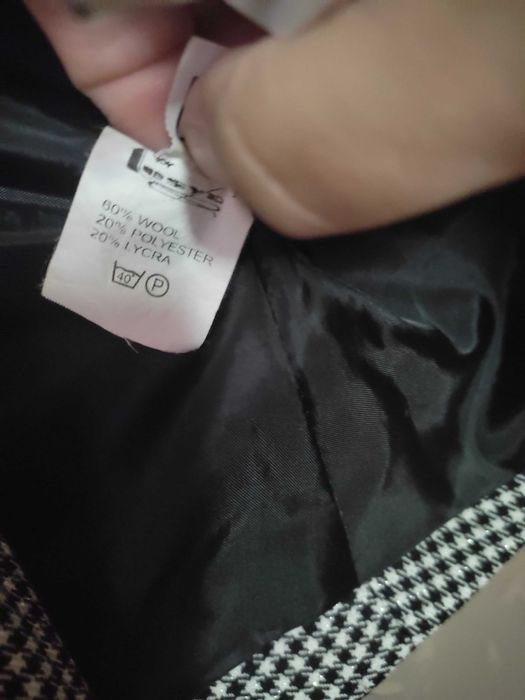 60% WOOL
20% POLYESTER
20% LYCRA
40° P